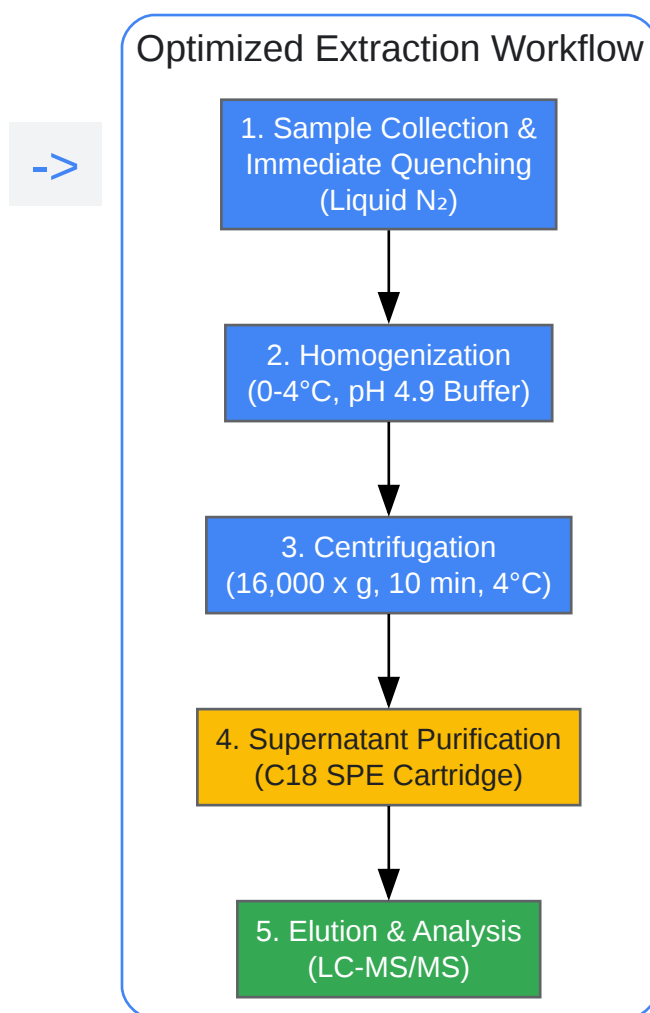 Optimized Extraction Workflow
->
1. Sample Collection &
Immediate Quenching
(Liquid N₂)
2. Homogenization
(0-4°C, pH 4.9 Buffer)
3. Centrifugation
(16,000 x g, 10 min, 4°C)
4. Supernatant Purification
(C18 SPE Cartridge)
5. Elution & Analysis
(LC-MS/MS)